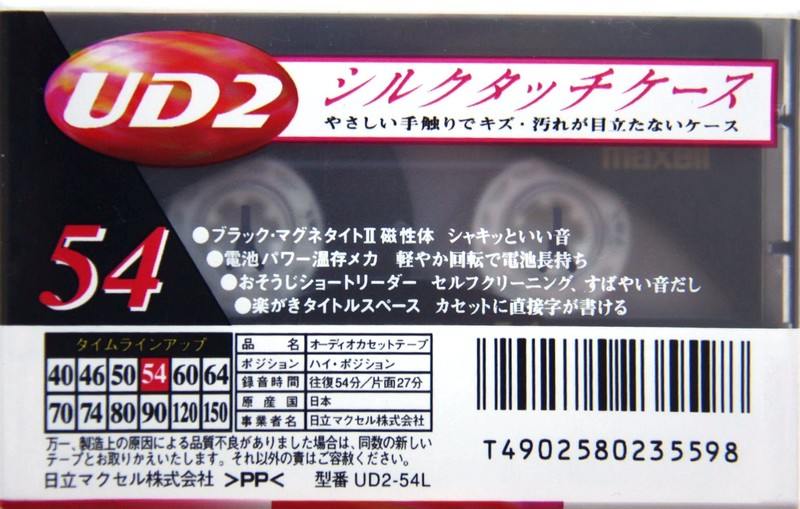 UD2
シルクタッチケース
やさしい手触りでキズ・汚れが目立たないケース
maxell
54
●ブラック・マグネタイトII 磁性体 シャキッといい音
●電池パワー温存メカ 軽やか回転で電池長持ち
●おそうじショートリーダー セルフクリーニング、すばやい音だし
●楽がきタイトルスペース カセットに直接字が書ける
タイムラインアップ
40 46 50 54 60 64
70 74 80 90 120 150
品名 オーディオカセットテープ
ポジション ハイ・ポジション
録音時間 往復54分/片面27分
原産国 日本
事業者名 日立マクセル株式会社
万一、製造上の原因による品質不良がありました場合は、同数の新しい
テープとお取りかえいたします。それ以外の責はご容赦ください。
日立マクセル株式会社 >PP< 型番 UD2-54L
T4902580235598